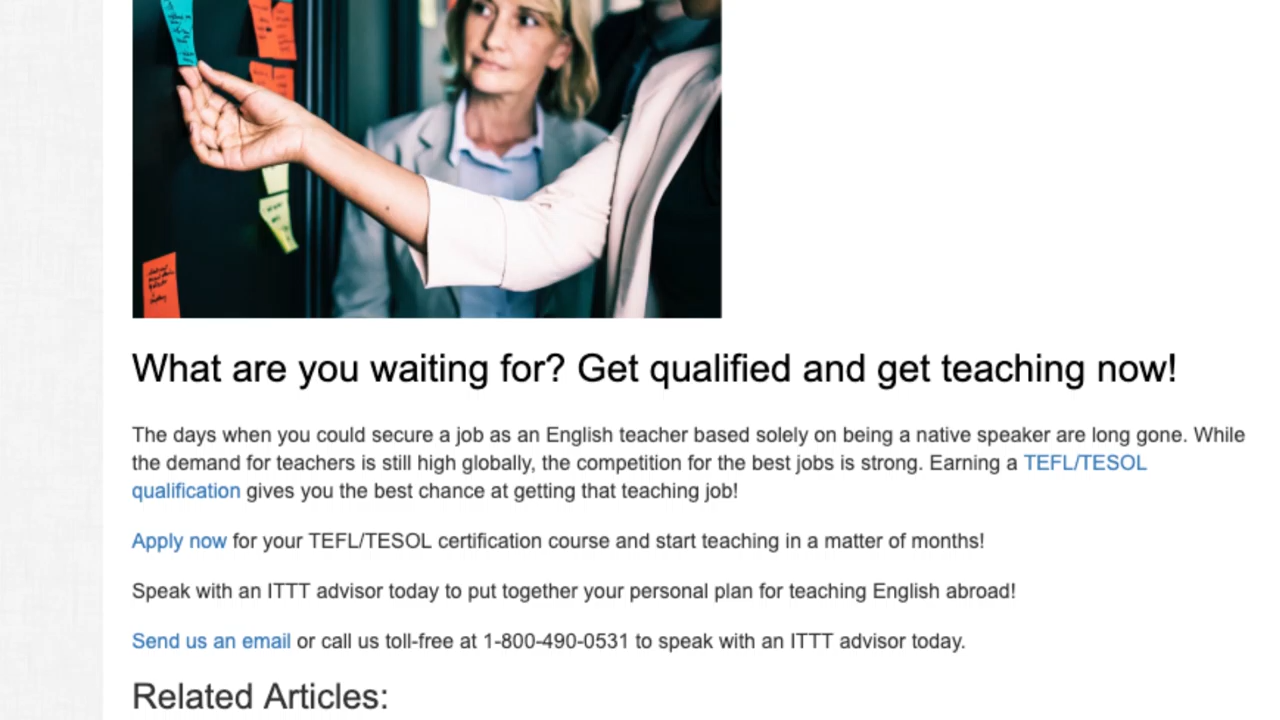 What are you waiting for? Get qualified and get teaching now!
The days when you could secure a job as an English teacher based solely on being a native speaker are long gone. While
the demand for teachers is still high globally, the competition for the best jobs is strong. Earning a TEFL/TESOL
qualification gives you the best chance at getting that teaching job!
Apply now for your TEFL/TESOL certification course and start teaching in a matter of months!
Speak with an ITTT advisor today to put together your personal plan for teaching English abroad!
Send us an email or call us toll-free at 1-800-490-0531 to speak with an ITTT advisor today.
Related Articles: